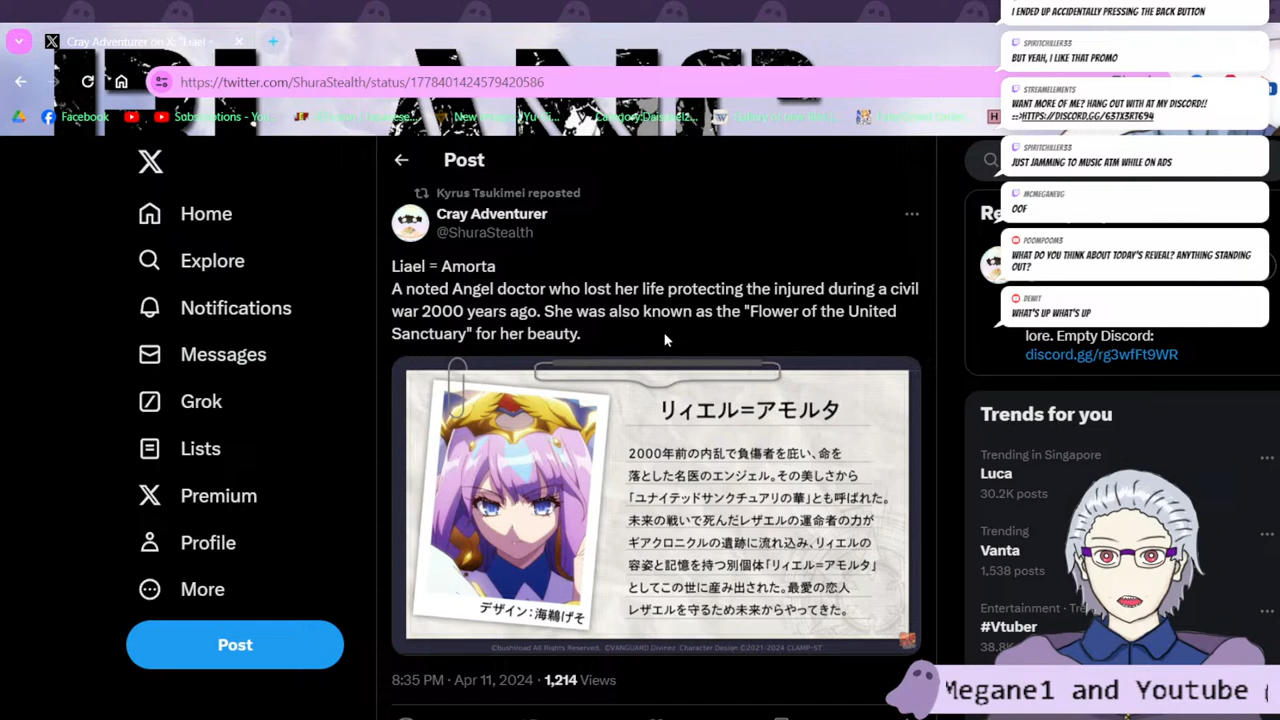 Cray Adventurer on X: "Liael =
https://twitter.com/ShuraStealth/status/1778401424579420586
Facebook
Subscriptions - You
Post
Kyrus Tsukimei reposted
Cray Adventurer
@ShuraStealth
Liael = Amorta
A noted Angel doctor who lost her life protecting the injured during a civil
war 2000 years ago. She was also known as the "Flower of the United
Sanctuary" for her beauty.
リィエル=アモルタ
2000年前の内乱で負傷者を庇い、命を
落とした名医のエンジェル。その美しさから
「ユナイテッドサンクチュアリの華」とも呼ばれた。
未来の戦いで死んだレザエルの運命者の力が
ギアクロニクルの遺跡に流れ込み、リィエルの
容姿と記憶を持つ別個体「リィエル=アモルタ」
としてこの世に産み出された。最愛の恋人
レザエルを守るため未来からやってきた。
デザイン:海鵜げそ
©bushiroad All Rights Reserved. ©VANGUARD Divinez Character Design ©2021-2024 CLAMP・ST
8:35 PM · Apr 11, 2024 · 1,214 Views
Home
Explore
Notifications
Messages
Grok
Lists
Premium
Profile
More
Post
I ENDED UP ACCIDENTALLY PRESSING THE BACK BUTTON
SPIRITCHILLER33
BUT YEAH, I LIKE THAT PROMO
STREAMELEMENTS
WANT MORE OF ME? HANG OUT WITH AT MY DISCORD!!
::>HTTPS://DISCORD.GG/637X3RT694
SPIRITCHILLER33
JUST JAMMING TO MUSIC ATM WHILE ON ADS
MCMEGANEVG
OOF
POOMPOOM3
WHAT DO YOU THINK ABOUT TODAY'S REVEAL? ANYTHING STANDING
OUT?
DEWIT
WHAT'S UP WHAT'S UP
lore. Empty Discord:
discord.gg/rg3wfFt9WR
Trends for you
Trending in Singapore
Luca
30.2K posts
Trending
Vanta
1,538 posts
Entertainment · Tre
#Vtuber
38.8K
Megane1 and Youtube